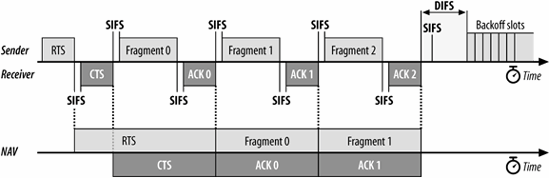 DIFS
SIFS SIFS SIFS SIFS Backoff slots
Sender RTS Fragment 0 Fragment 1 Fragment 2
Receiver CTS ACK 0 ACK 1 ACK 2 Time
SIFS SIFS SIFS SIFS
RTS Fragment 0 Fragment 1
NAV
CTS ACK 0 ACK 1 Time